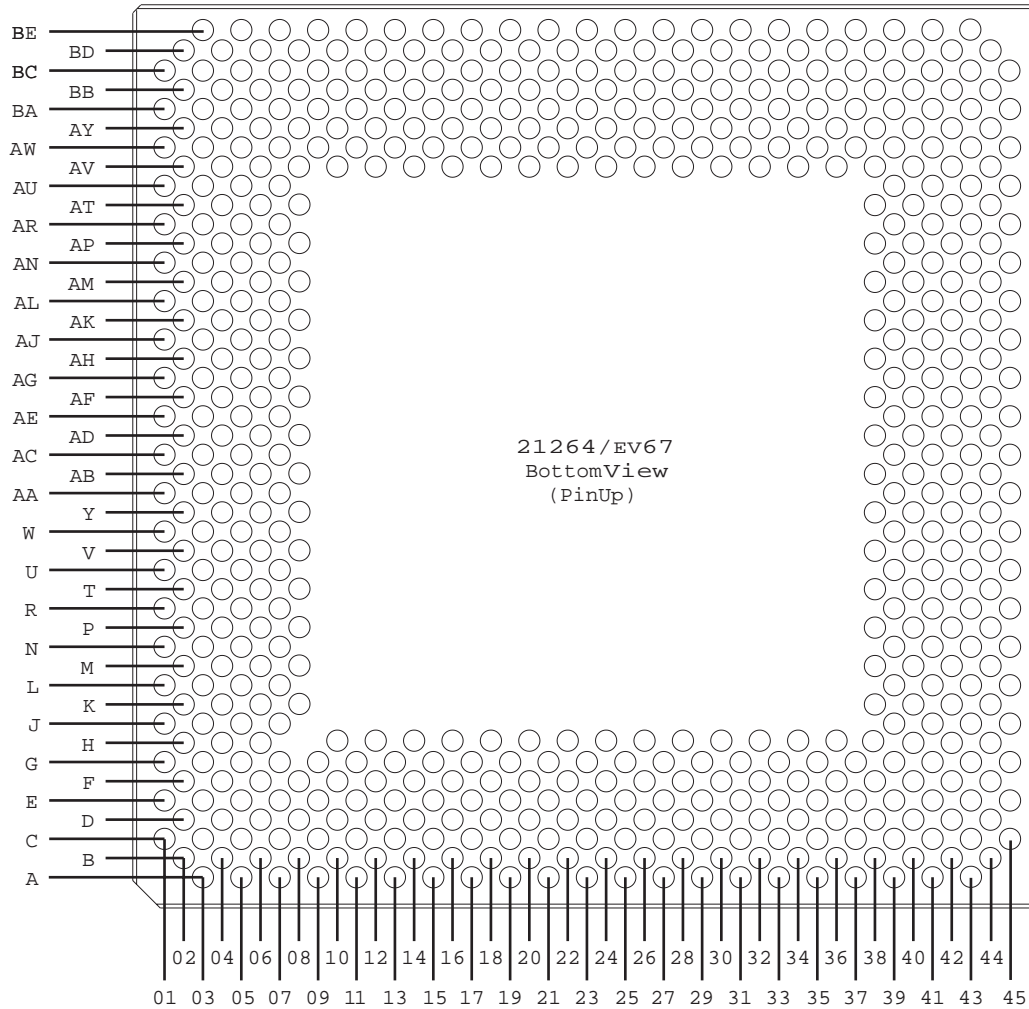 BE
BD
BC
BB
BA
AY
AW
AV
AU
AT
AR
AP
AN
AM
AL
AK
AJ
AH
AG
AF
AE
AD
AC
AB
AA
Y
W
V
U
T
R
P
N
M
L
K
J
H
G
F
E
D
C
B
A
21264/EV67
BottomView
(PinUp)
02 04 06 08 10 12 14 16 18 20 22 24 26 28 30 32 34 36 38 40 42 44
01 03 05 07 09 11 13 15 17 19 21 23 25 27 29 31 33 35 37 39 41 43 45